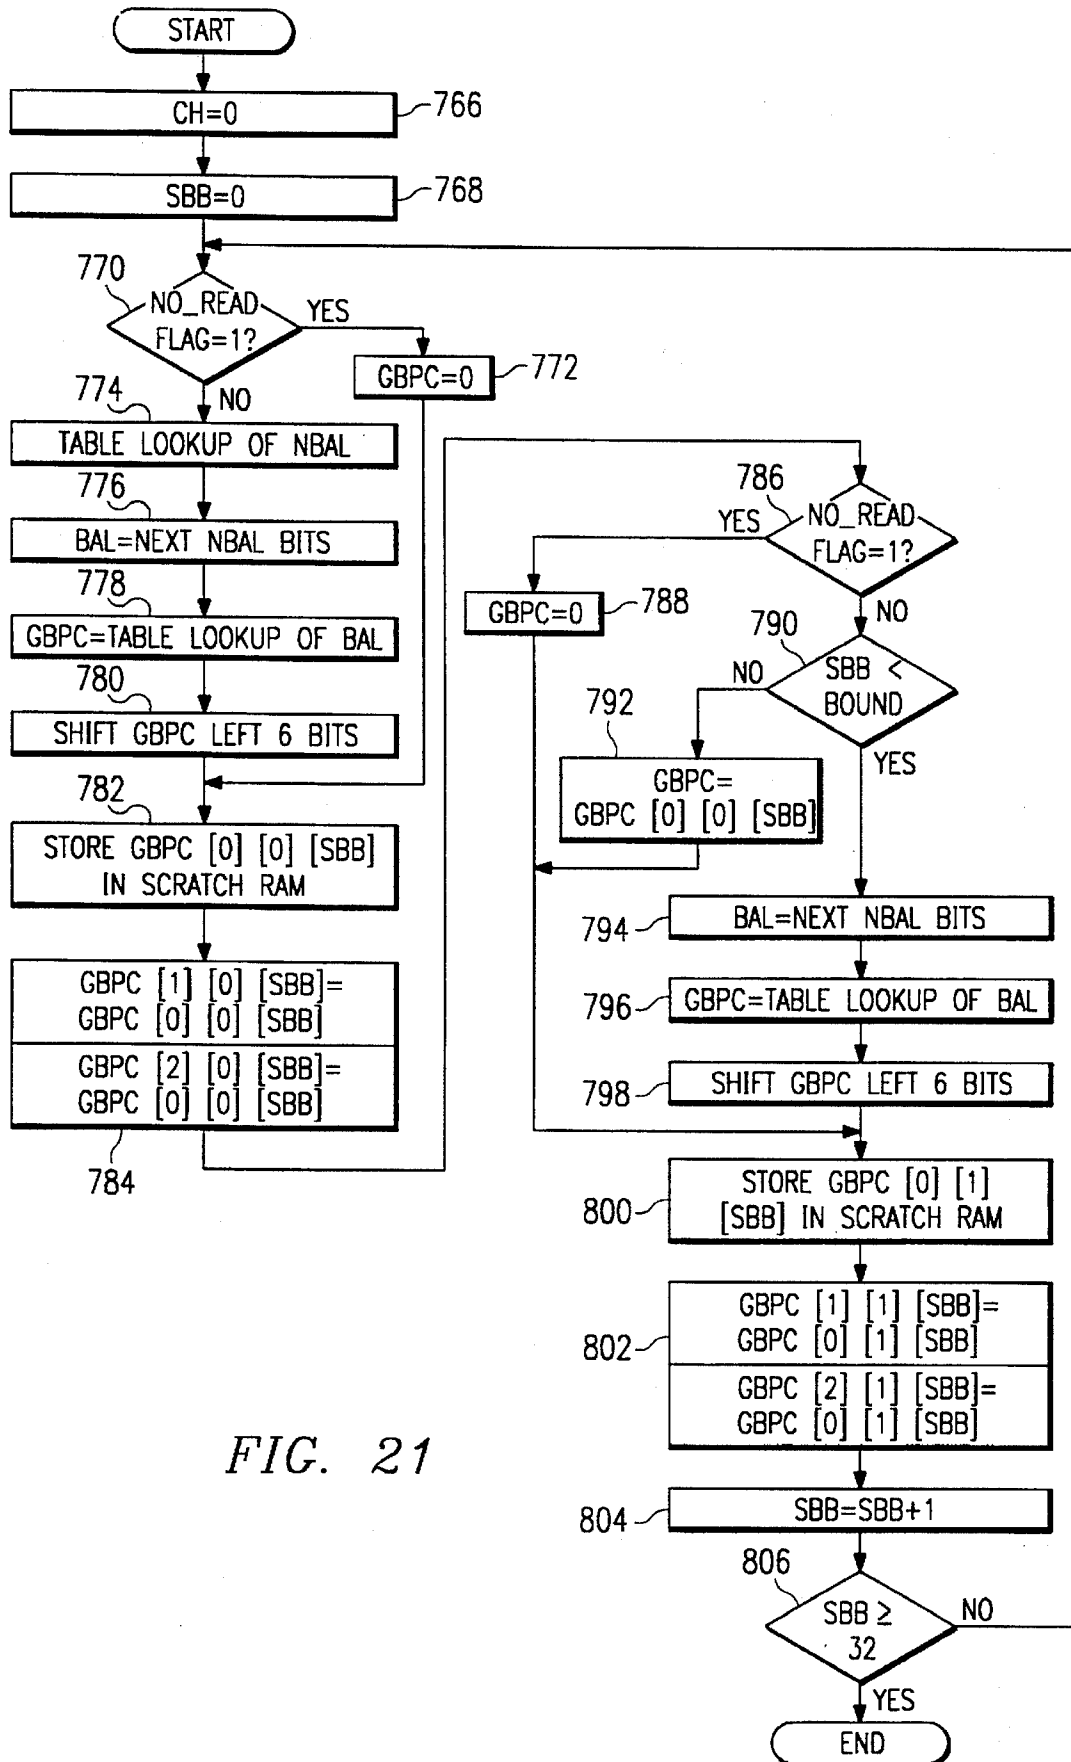 START
CH=0
766
SBB=0
768
770
NO_READ
FLAG=1?
YES
GBPC=0
772
NO
774
TABLE LOOKUP OF NBAL
776
BAL=NEXT NBAL BITS
778
GBPC=TABLE LOOKUP OF BAL
780
SHIFT GBPC LEFT 6 BITS
782
STORE GBPC [0] [0] [SBB]
IN SCRATCH RAM
GBPC [1] [0] [SBB]=
GBPC [0] [0] [SBB]
GBPC [2] [0] [SBB]=
GBPC [0] [0] [SBB]
784
786
NO_READ
FLAG=1?
YES
GBPC=0
788
NO
790
SBB <
BOUND
NO
792
GBPC=
GBPC [0] [0] [SBB]
YES
BAL=NEXT NBAL BITS
794
GBPC=TABLE LOOKUP OF BAL
796
SHIFT GBPC LEFT 6 BITS
798
STORE GBPC [0] [1]
[SBB] IN SCRATCH RAM
800
GBPC [1] [1] [SBB]=
GBPC [0] [1] [SBB]
802
GBPC [2] [1] [SBB]=
GBPC [0] [1] [SBB]
SBB=SBB+1
804
806
SBB ≥
32
NO
YES
END
FIG. 21